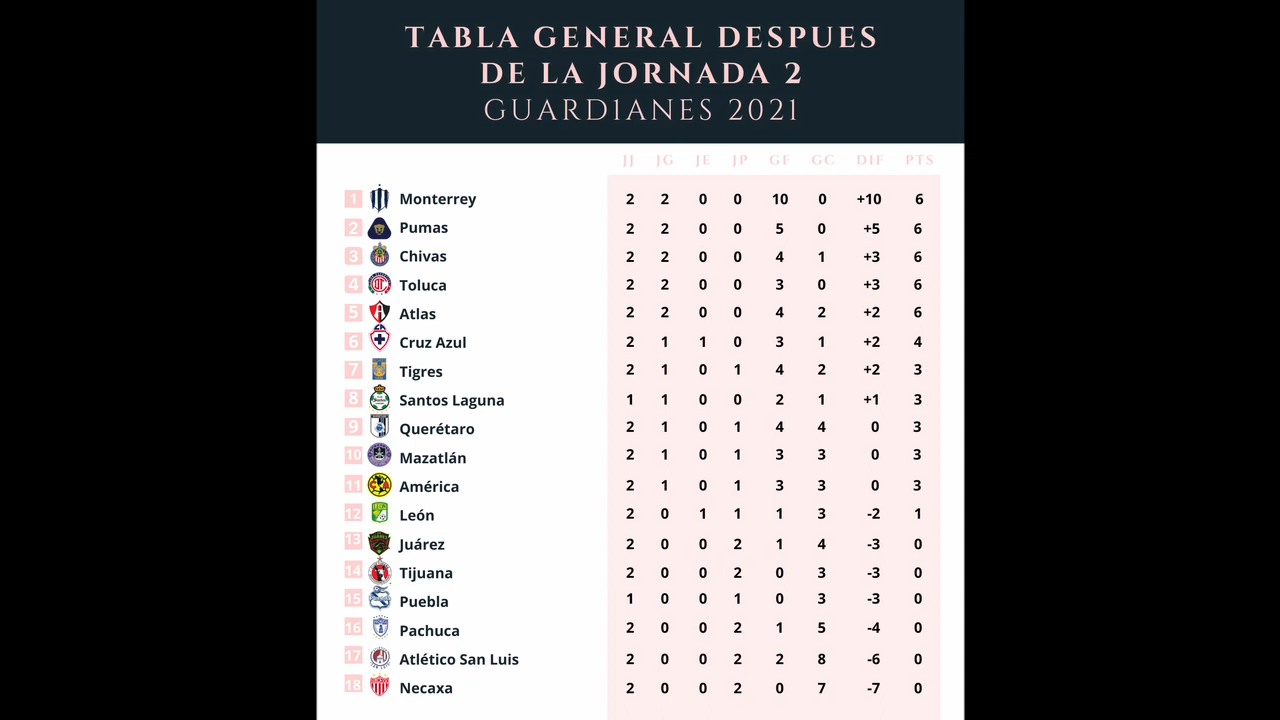 TABLA GENERAL DESPUES
DE LA JORNADA 2
GUARD1ANES 2021
JJ JG JE JP GF GC DIF PTS
1 Monterrey 2 2 0 0 10 0 +10 6
2 Pumas 2 2 0 0 5 0 +5 6
3 Chivas 2 2 0 0 4 1 +3 6
4 Toluca 2 2 0 0 3 0 +3 6
5 Atlas 2 2 0 0 4 2 +2 6
6 Cruz Azul 2 1 1 0 3 1 +2 4
7 Tigres 2 1 0 1 4 2 +2 3
8 Santos Laguna 1 1 0 0 2 1 +1 3
9 Querétaro 2 1 0 1 4 4 0 3
10 Mazatlán 2 1 0 1 3 3 0 3
11 América 2 1 0 1 3 3 0 3
12 León 2 0 1 1 1 3 -2 1
13 Juárez 2 0 0 2 1 4 -3 0
14 Tijuana 2 0 0 2 0 3 -3 0
15 Puebla 1 0 0 1 0 3 -3 0
16 Pachuca 2 0 0 2 1 5 -4 0
17 Atlético San Luis 2 0 0 2 2 8 -6 0
18 Necaxa 2 0 0 2 0 7 -7 0